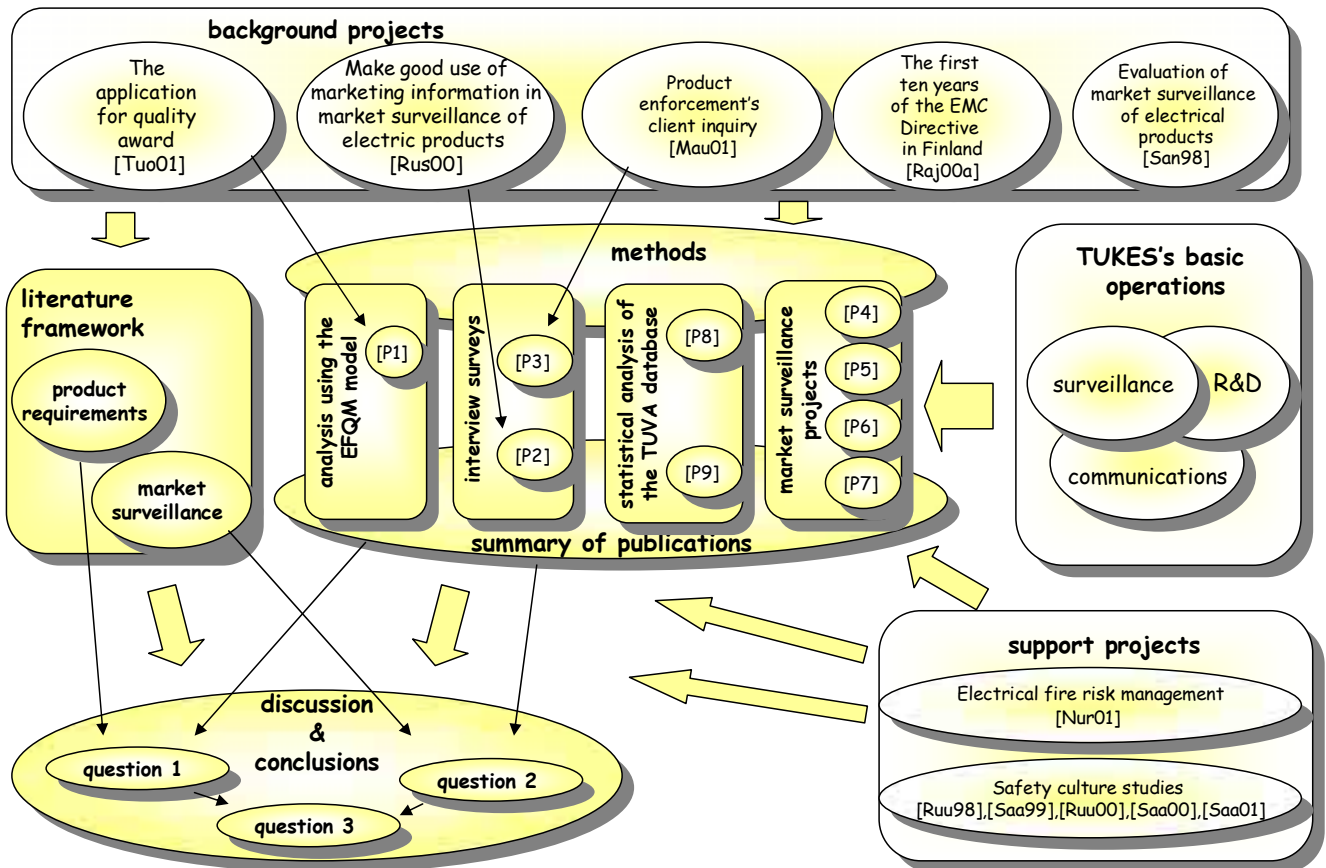 background projects
The
application
for quality
award
[Tuo01]
Make good use of
marketing information in
market surveillance of
electric products
[Rus00]
Product
enforcement's
client inquiry
[Mau01]
The first
ten years
of the EMC
Directive
in Finland
[Raj00a]
Evaluation of
market surveillance
of electrical
products
[San98]
literature
framework
product
requirements
market
surveillance
methods
analysis using the
EFQM model
[P1]
interview surveys
[P3]
[P2]
statistical analysis of
the TUVA database
[P8]
[P9]
market surveillance
projects
[P4]
[P5]
[P6]
[P7]
summary of publications
TUKES's basic
operations
surveillance
R&D
communications
support projects
Electrical fire risk management
[Nur01]
Safety culture studies
[Ruu98],[Saa99],[Ruu00],[Saa00],[Saa01]
discussion
&
conclusions
question 1
question 2
question 3